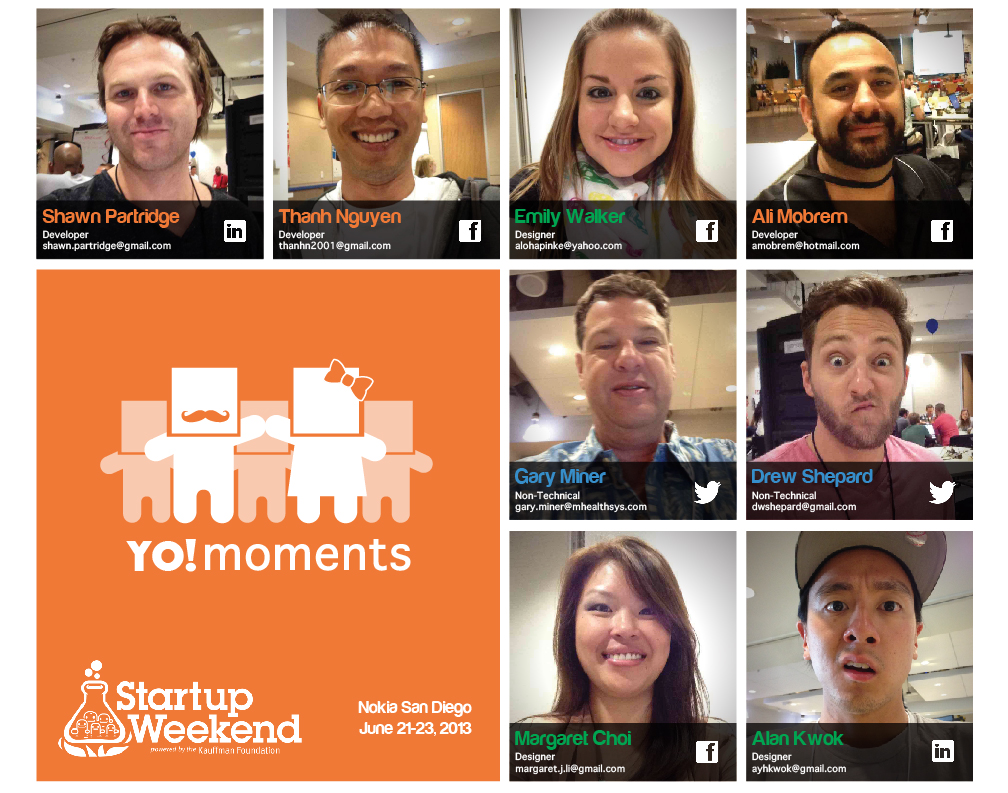 Shawn Partridge
Developer
shawn.partridge@gmail.com
in
Thanh Nguyen
Developer
thanhn2001@gmail.com
f
Emily Walker
Designer
alohapinke@yahoo.com
f
Ali Mobrem
Developer
amobrem@hotmail.com
f
YO!moments
Startup
Weekend
powered by the Kauffman Foundation
Nokia San Diego
June 21-23, 2013
Gary Miner
Non-Technical
gary.miner@mhealthsys.com
Drew Shepard
Non-Technical
dwshepard@gmail.com
Margaret Choi
Designer
margaret.j.li@gmail.com
f
Alan Kwok
Designer
ayhkwok@gmail.com
in